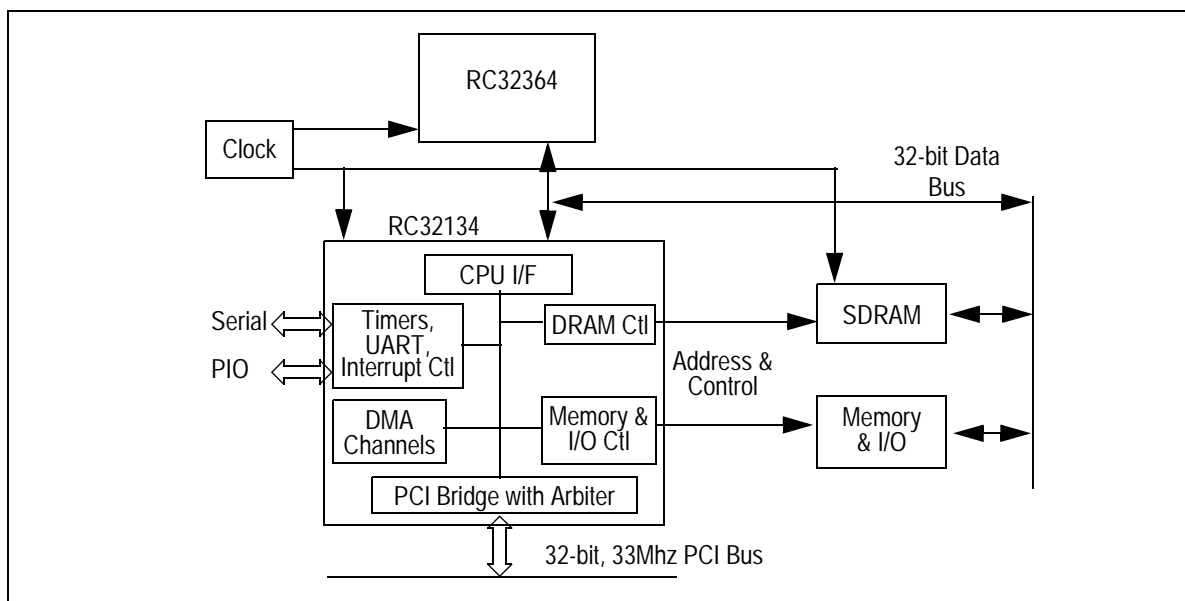 RC32364
Clock
32-bit Data
Bus
RC32134
CPU I/F
Serial
PIO
Timers,
UART,
Interrupt Ctl
DRAM Ctl
SDRAM
Address &
Control
DMA
Channels
Memory &
I/O Ctl
Memory
& I/O
PCI Bridge with Arbiter
32-bit, 33Mhz PCI Bus